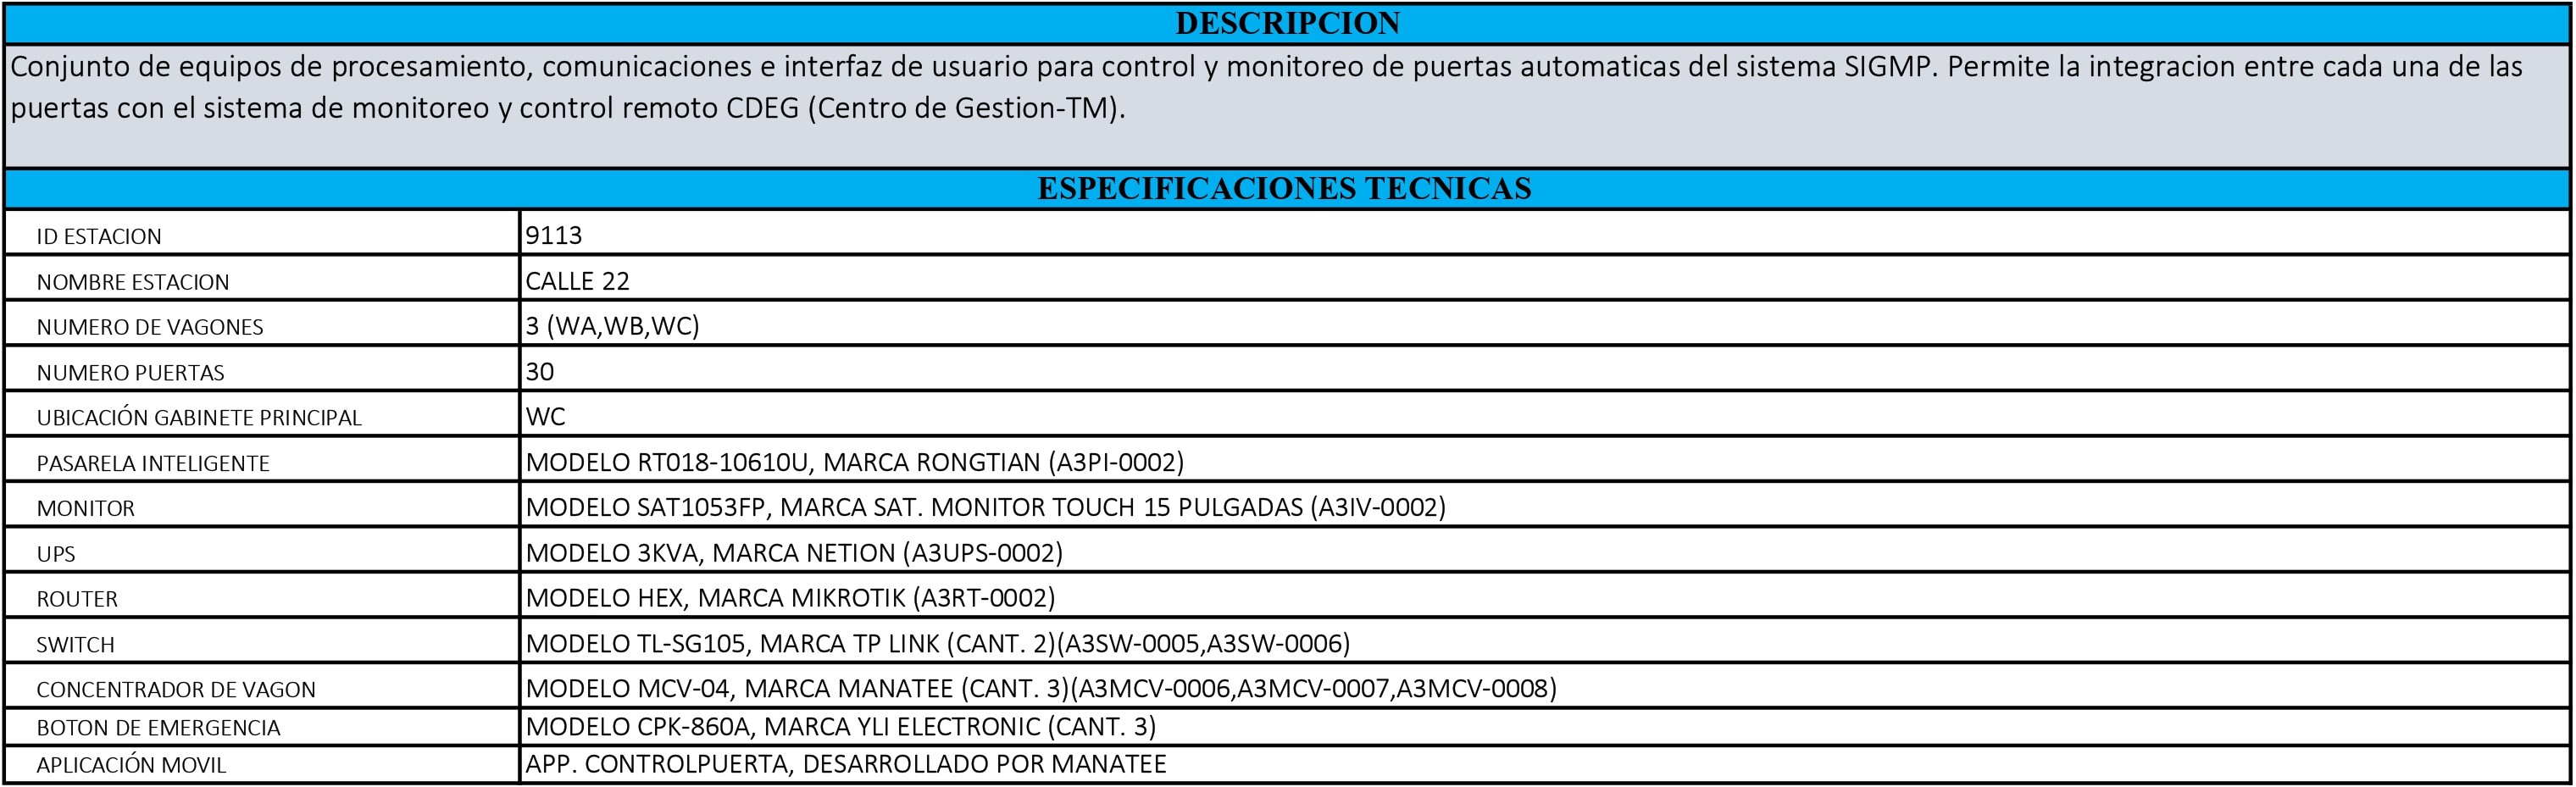 DESCRIPCION
Conjunto de equipos de procesamiento, comunicaciones e interfaz de usuario para control y monitoreo de puertas automaticas del sistema SIGMP. Permite la integracion entre cada una de las
puertas con el sistema de monitoreo y control remoto CDEG (Centro de Gestion-TM).
ESPECIFICACIONES TECNICAS
ID ESTACION 9113
NOMBRE ESTACION CALLE 22
NUMERO DE VAGONES 3 (WA,WB,WC)
NUMERO PUERTAS 30
UBICACIÓN GABINETE PRINCIPAL WC
PASARELA INTELIGENTE MODELO RT018-10610U, MARCA RONGTIAN (A3PI-0002)
MONITOR MODELO SAT1053FP, MARCA SAT. MONITOR TOUCH 15 PULGADAS (A3IV-0002)
UPS MODELO 3KVA, MARCA NETION (A3UPS-0002)
ROUTER MODELO HEX, MARCA MIKROTIK (A3RT-0002)
SWITCH MODELO TL-SG105, MARCA TP LINK (CANT. 2)(A3SW-0005,A3SW-0006)
CONCENTRADOR DE VAGON MODELO MCV-04, MARCA MANATEE (CANT. 3)(A3MCV-0006,A3MCV-0007,A3MCV-0008)
BOTON DE EMERGENCIA MODELO CPK-860A, MARCA YLI ELECTRONIC (CANT. 3)
APLICACIÓN MOVIL APP. CONTROLPUERTA, DESARROLLADO POR MANATEE